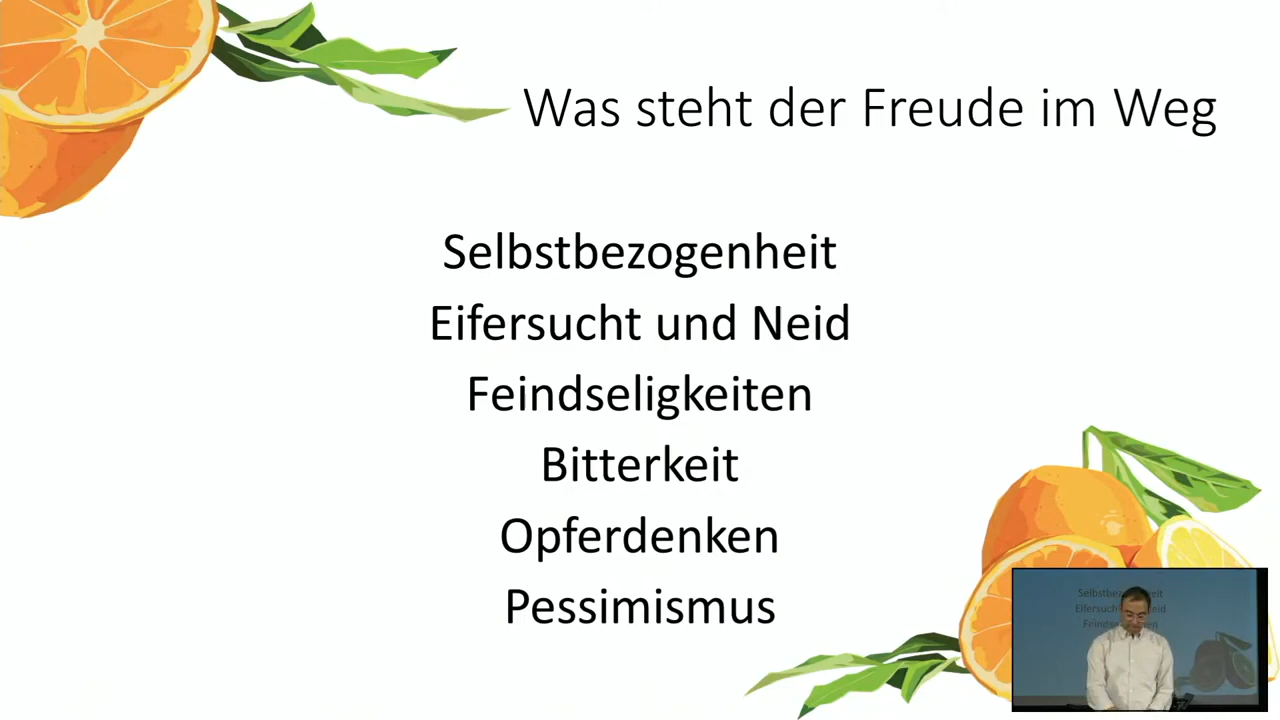 Was steht der Freude im Weg
Selbstbezogenheit
Eifersucht und Neid
Feindseligkeiten
Bitterkeit
Opferdenken
Pessimismus